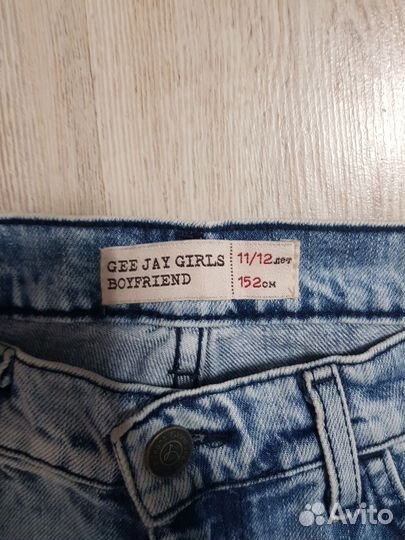 GEE JAY GIRLS
BOYFRIEND
11/12 лет
152 см
Avito